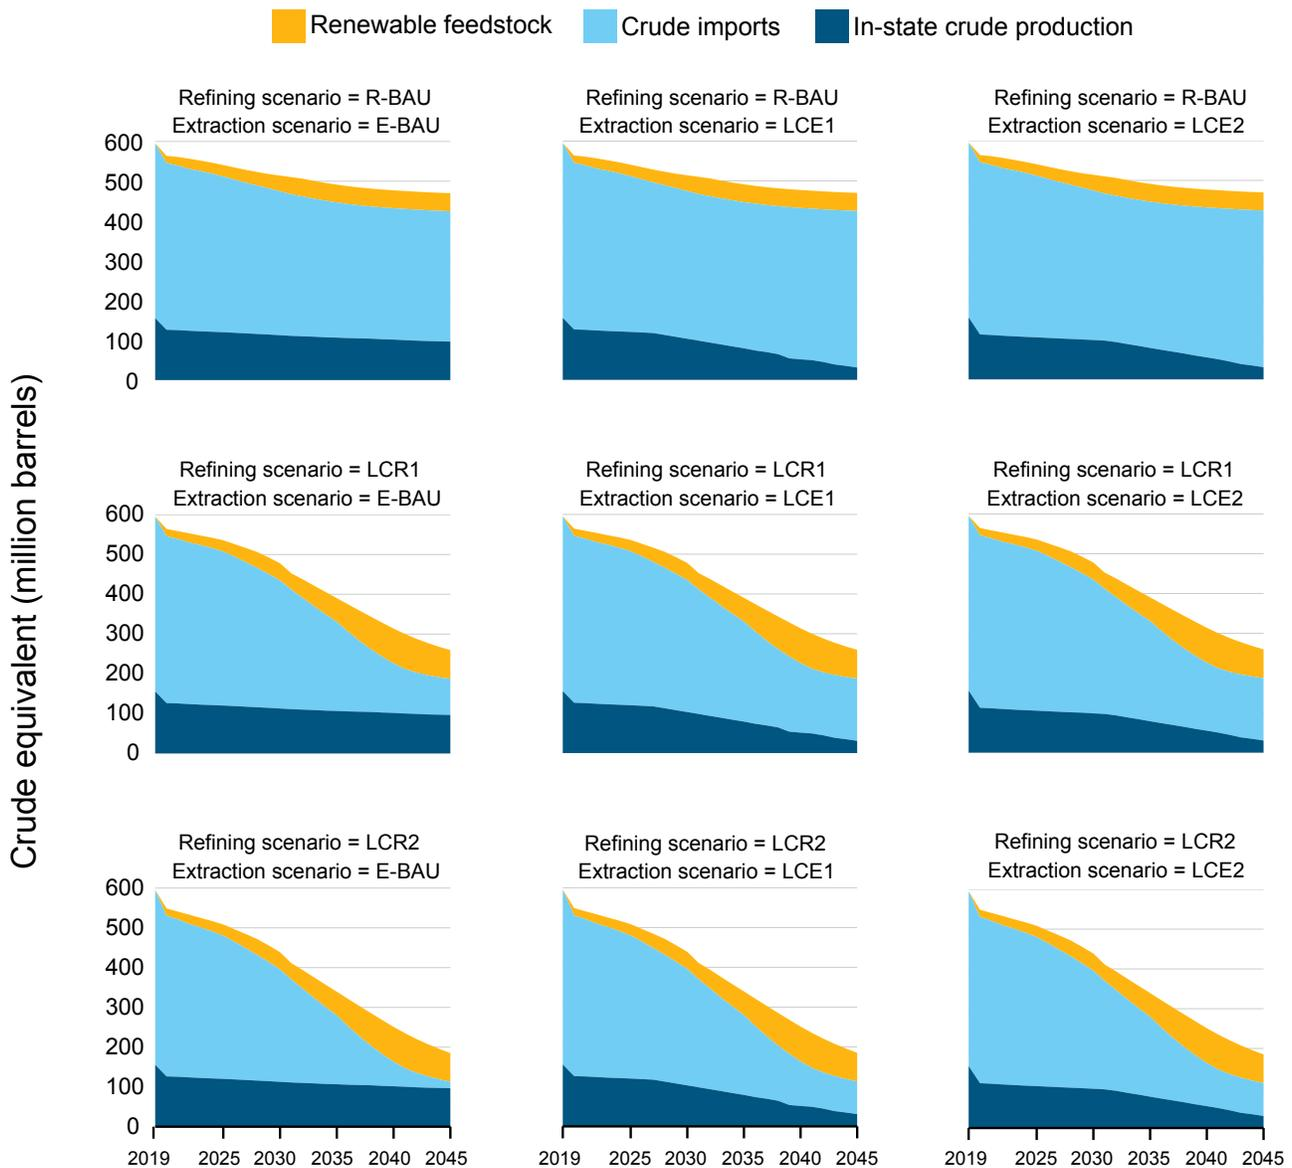 Renewable feedstock Crude imports In-state crude production
Crude equivalent (million barrels)
Refining scenario = R-BAU
Extraction scenario = E-BAU
Refining scenario = R-BAU
Extraction scenario = LCE1
Refining scenario = R-BAU
Extraction scenario = LCE2
600
500
400
300
200
100
0
Refining scenario = LCR1
Extraction scenario = E-BAU
Refining scenario = LCR1
Extraction scenario = LCE1
Refining scenario = LCR1
Extraction scenario = LCE2
600
500
400
300
200
100
0
Refining scenario = LCR2
Extraction scenario = E-BAU
Refining scenario = LCR2
Extraction scenario = LCE1
Refining scenario = LCR2
Extraction scenario = LCE2
600
500
400
300
200
100
0
2019 2025 2030 2035 2040 2045
2019 2025 2030 2035 2040 2045
2019 2025 2030 2035 2040 2045